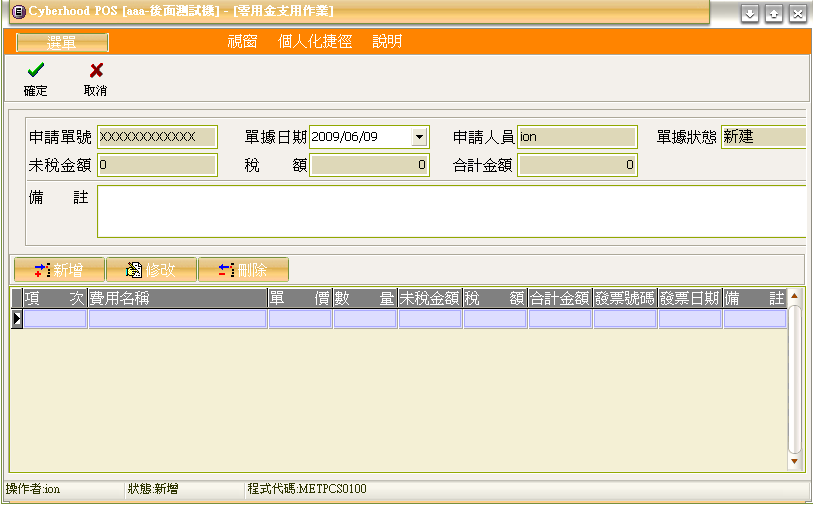 Cyberhood POS [aaa-後面測試機] - [零用金支用作業]
選單 視窗 個人化捷徑 說明
確定 取消
申請單號 XXXXXXXXXXXX 單據日期 2009/06/09 申請人員 ion 單據狀態 新建
未稅金額 0 稅 額 0 合計金額 0
備 註
新增 修改 刪除
項 次 費用名稱 單 價 數 量 未稅金額 稅 額 合計金額 發票號碼 發票日期 備 註
操作者:ion 狀態:新增 程式代碼:METPCS0100